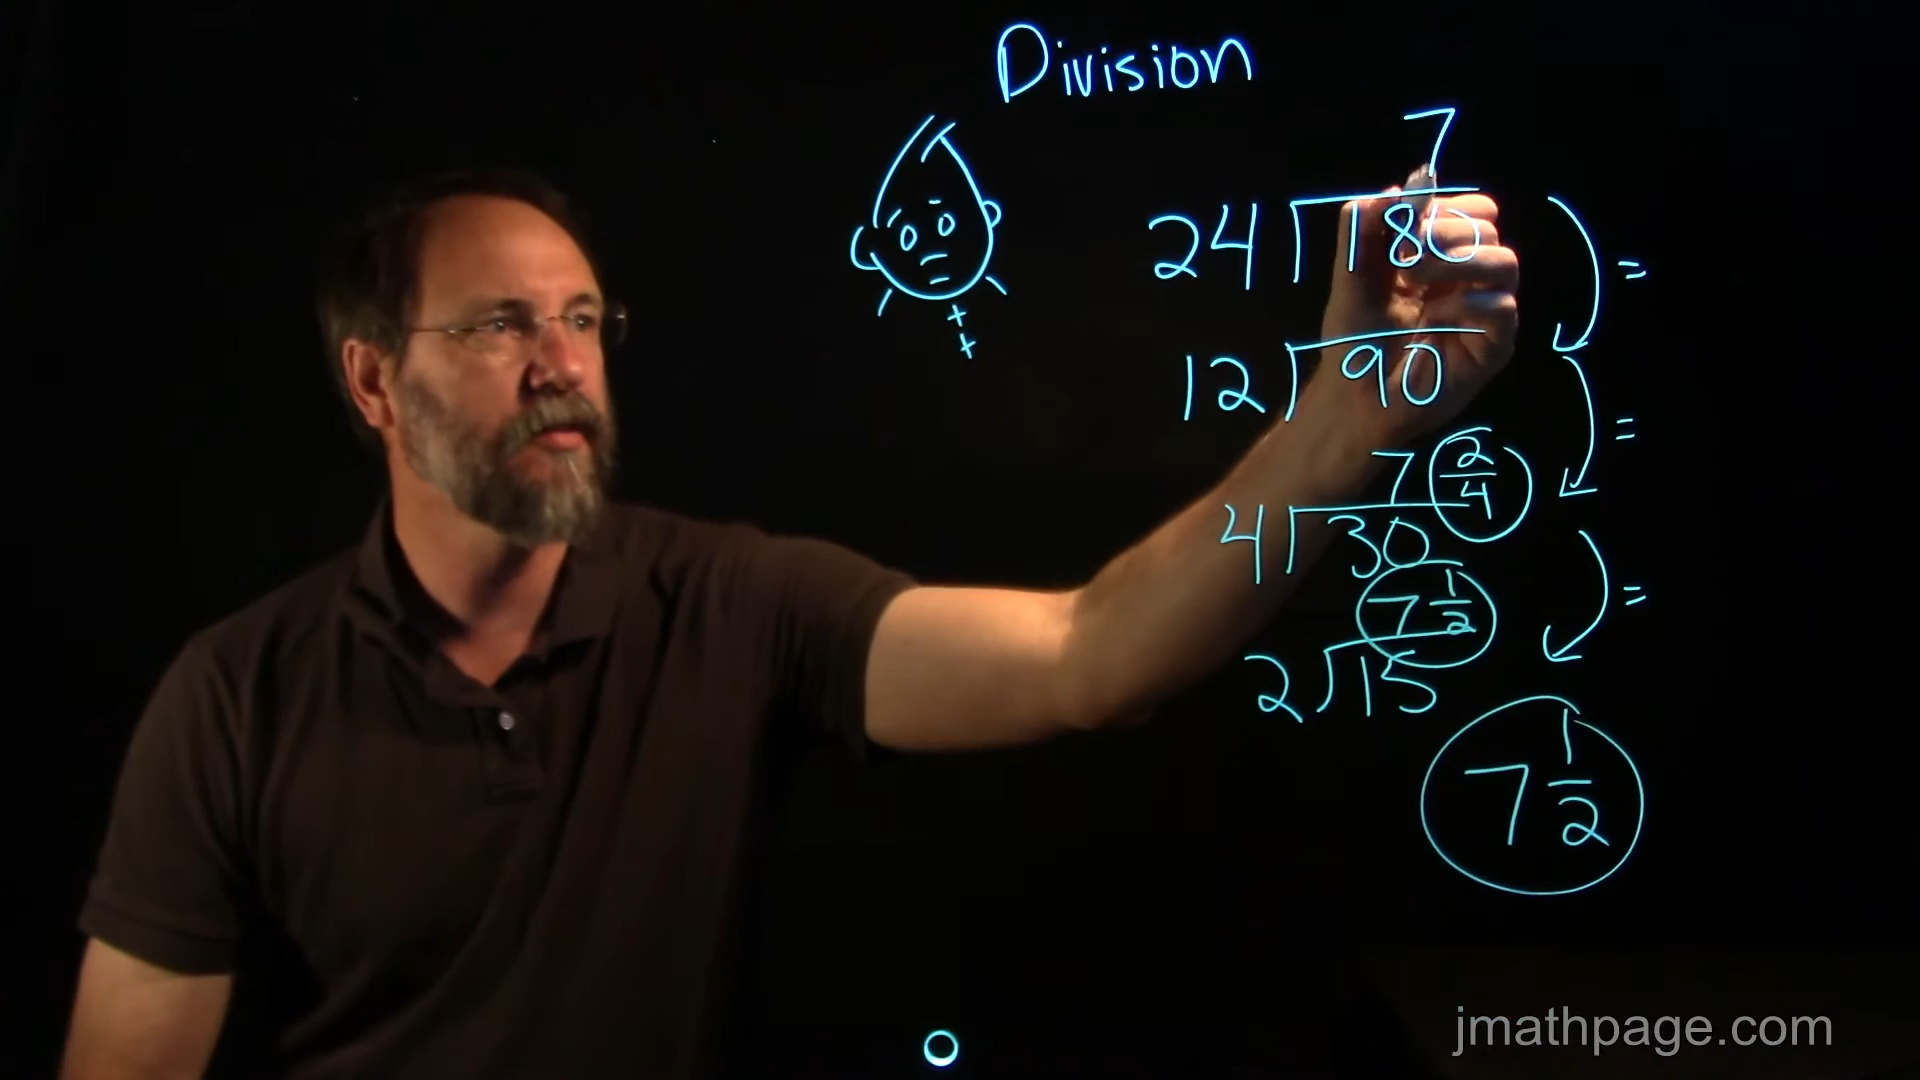 Division
7
24 180 =
12 90 =
7 2/4
4 30 =
7 1/2
2 15
7 1/2
jmathpage.com